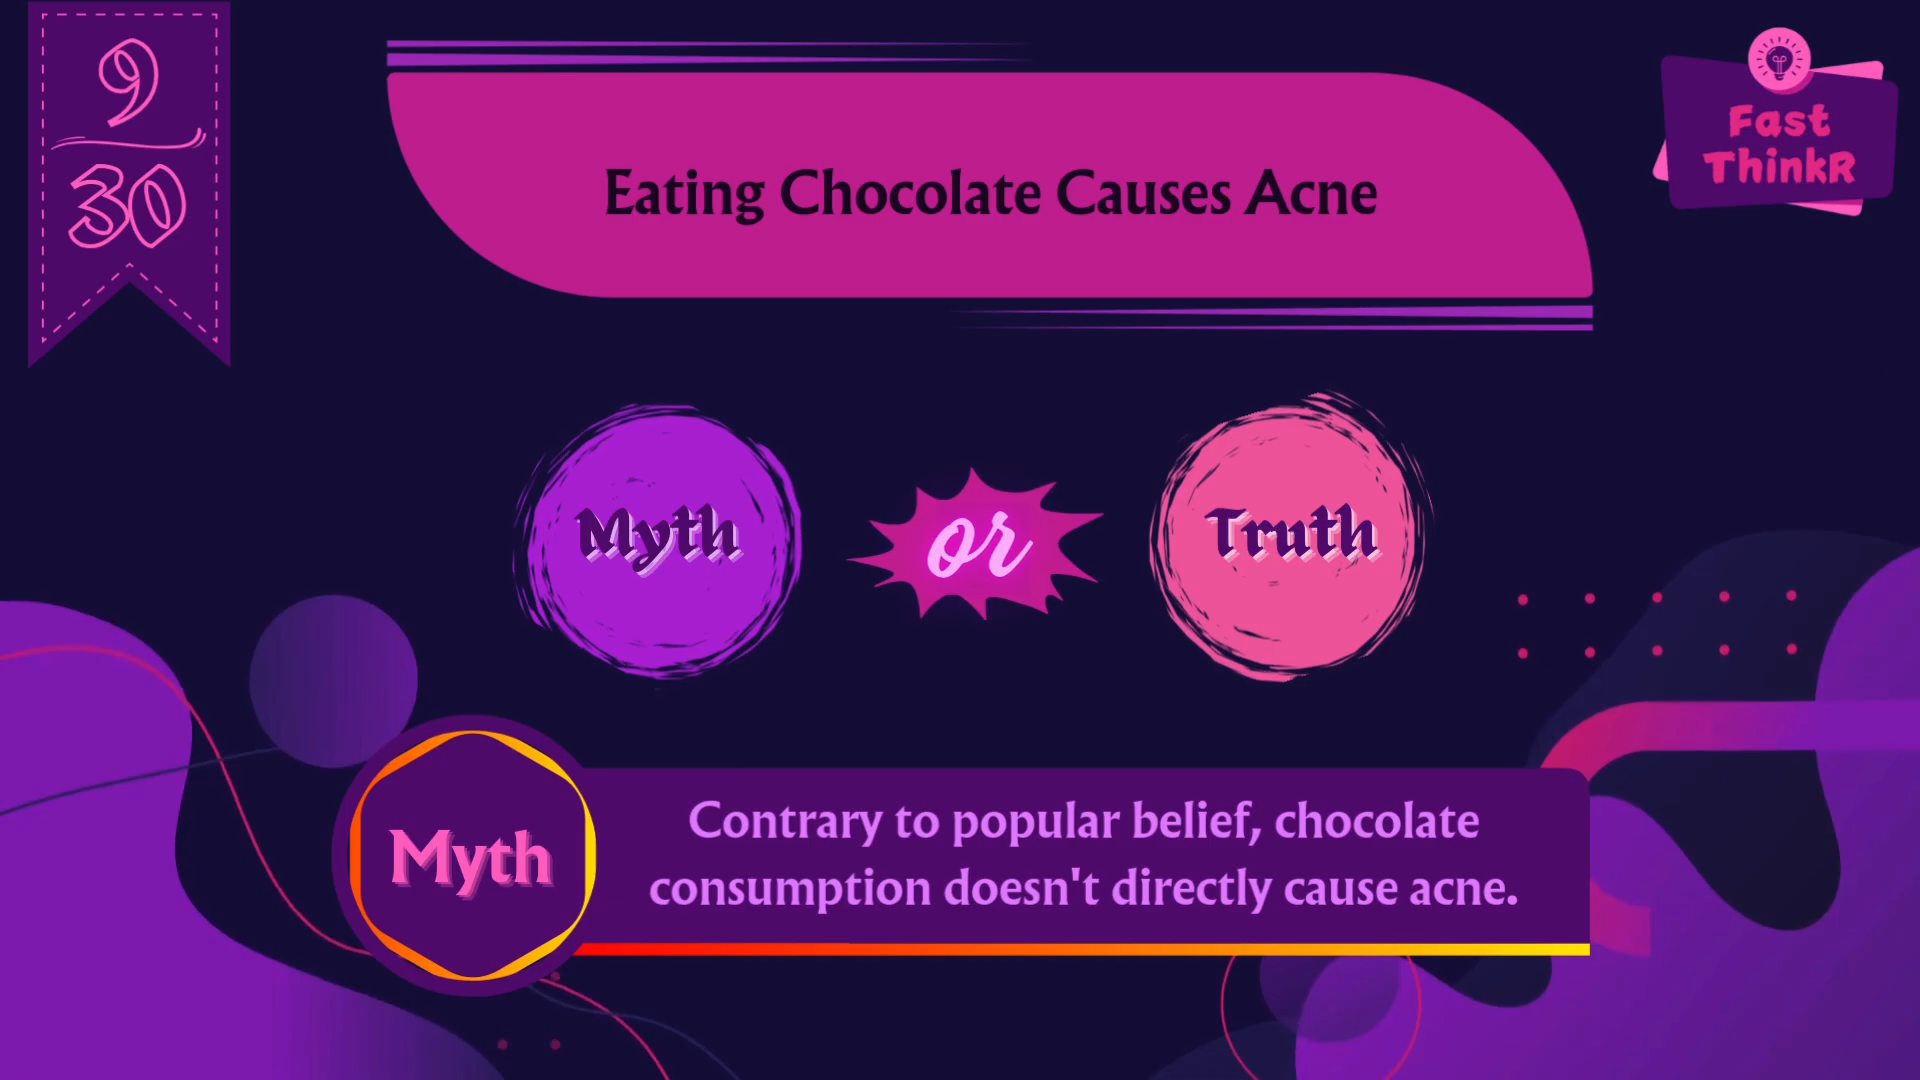 9
30
Eating Chocolate Causes Acne
Fast
ThinkR
Myth
or
Truth
Myth
Contrary to popular belief, chocolate
consumption doesn't directly cause acne.